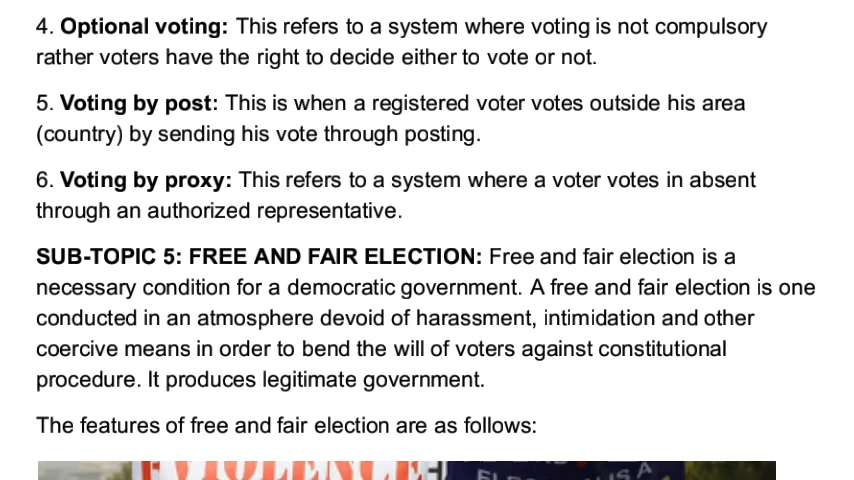 4. Optional voting: This refers to a system where voting is not compulsory
rather voters have the right to decide either to vote or not.
5. Voting by post: This is when a registered voter votes outside his area
(country) by sending his vote through posting.
6. Voting by proxy: This refers to a system where a voter votes in absent
through an authorized representative.
SUB-TOPIC 5: FREE AND FAIR ELECTION: Free and fair election is a
necessary condition for a democratic government. A free and fair election is one
conducted in an atmosphere devoid of harassment, intimidation and other
coercive means in order to bend the will of voters against constitutional
procedure. It produces legitimate government.
The features of free and fair election are as follows:
VIOLENCE